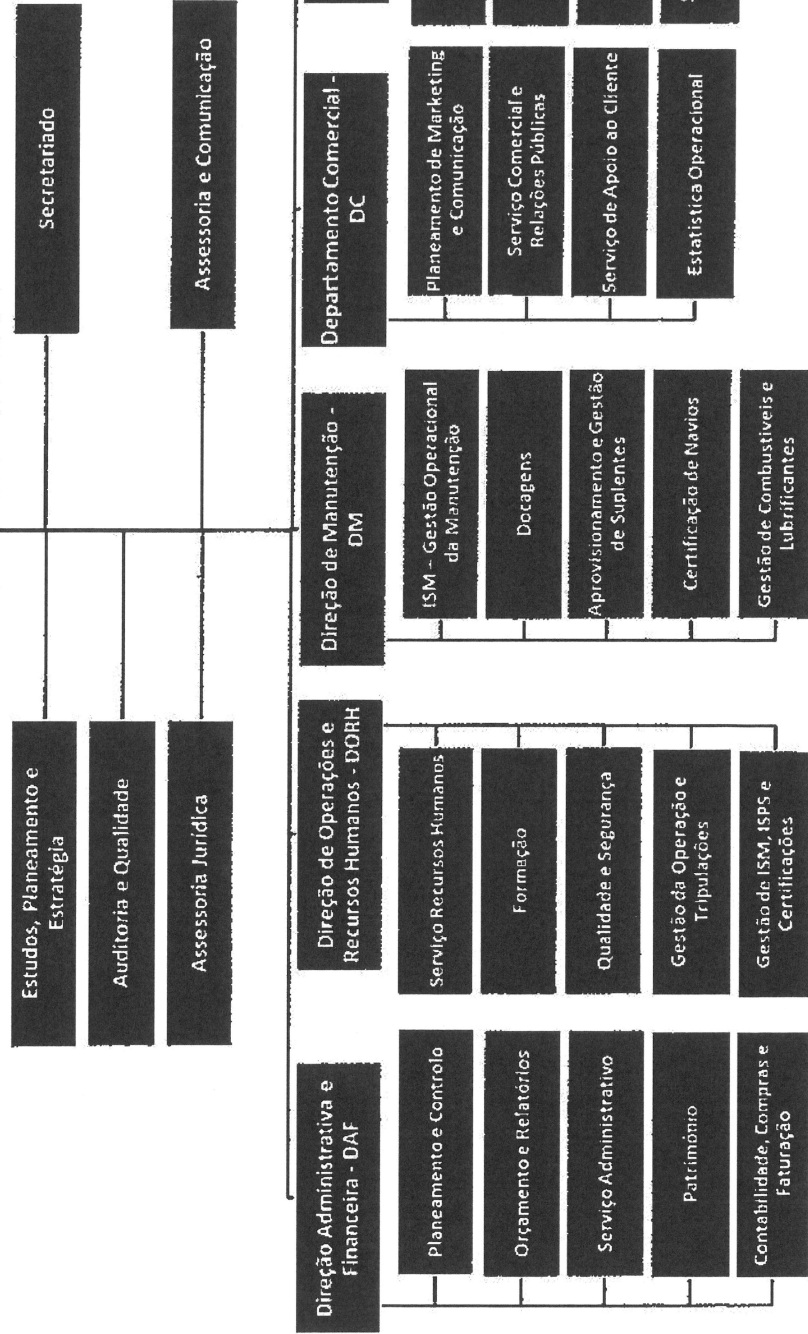 Secretariado
Assessoria e Comunicação
Estudos, Planeamento e
Estratégia
Auditoria e Qualidade
Assessoria Jurídica
Direção Administrativa e
Financeira - DAF
Planeamento e Controlo
Orçamento e Relatórios
Serviço Administrativo
Património
Contabilidade, Compras e
Faturação
Direção de Operações e
Recursos Humanos - DORH
Serviço Recursos Humanos
Formação
Qualidade e Segurança
Gestão da Operação e
Tripulações
Gestão de ISM, ISPS e
Certificações
Direção de Manutenção -
DM
ISM – Gestão Operacional
da Manutenção
Docagens
Aprovisionamento e Gestão
de Suplentes
Certificação de Navios
Gestão de Combustíveis e
Lubrificantes
Departamento Comercial -
DC
Planeamento de Marketing
e Comunicação
Serviço Comercial e
Relações Públicas
Serviço de Apoio ao Cliente
Estatística Operacional